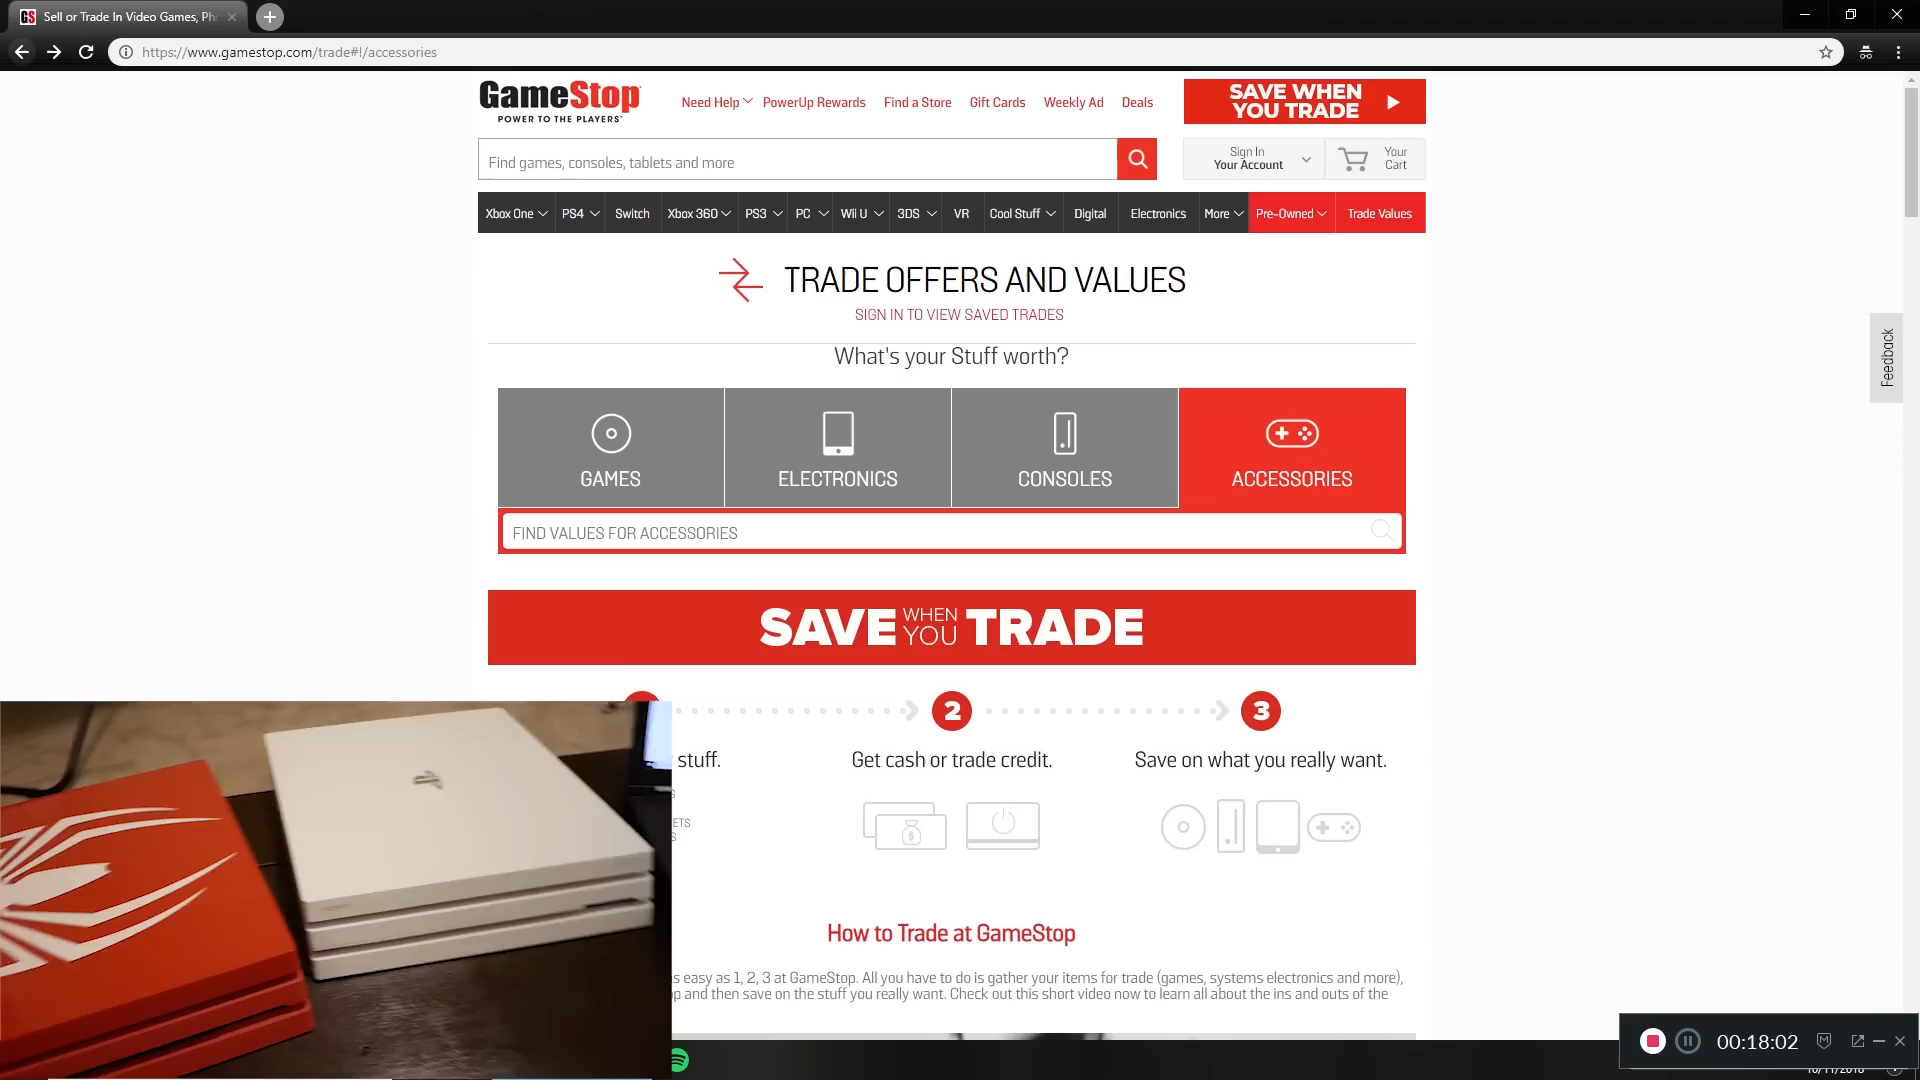 Sell or Trade In Video Games, Ph
https://www.gamestop.com/trade#!/accessories
GameStop
POWER TO THE PLAYERS
Need Help PowerUp Rewards Find a Store Gift Cards Weekly Ad Deals
SAVE WHEN
YOU TRADE
Find games, consoles, tablets and more
Sign In
Your Account
Your
Cart
Xbox One PS4 Switch Xbox 360 PS3 PC Wii U 3DS VR Cool Stuff Digital Electronics More Pre-Owned Trade Values
TRADE OFFERS AND VALUES
SIGN IN TO VIEW SAVED TRADES
Feedback
What's your Stuff worth?
GAMES ELECTRONICS CONSOLES ACCESSORIES
FIND VALUES FOR ACCESSORIES
SAVE WHEN YOU TRADE
2 3
stuff. Get cash or trade credit. Save on what you really want.
S
ETS
S
How to Trade at GameStop
s easy as 1, 2, 3 at GameStop. All you have to do is gather your items for trade (games, systems electronics and more),
p and then save on the stuff you really want. Check out this short video now to learn all about the ins and outs of the
00:18:02